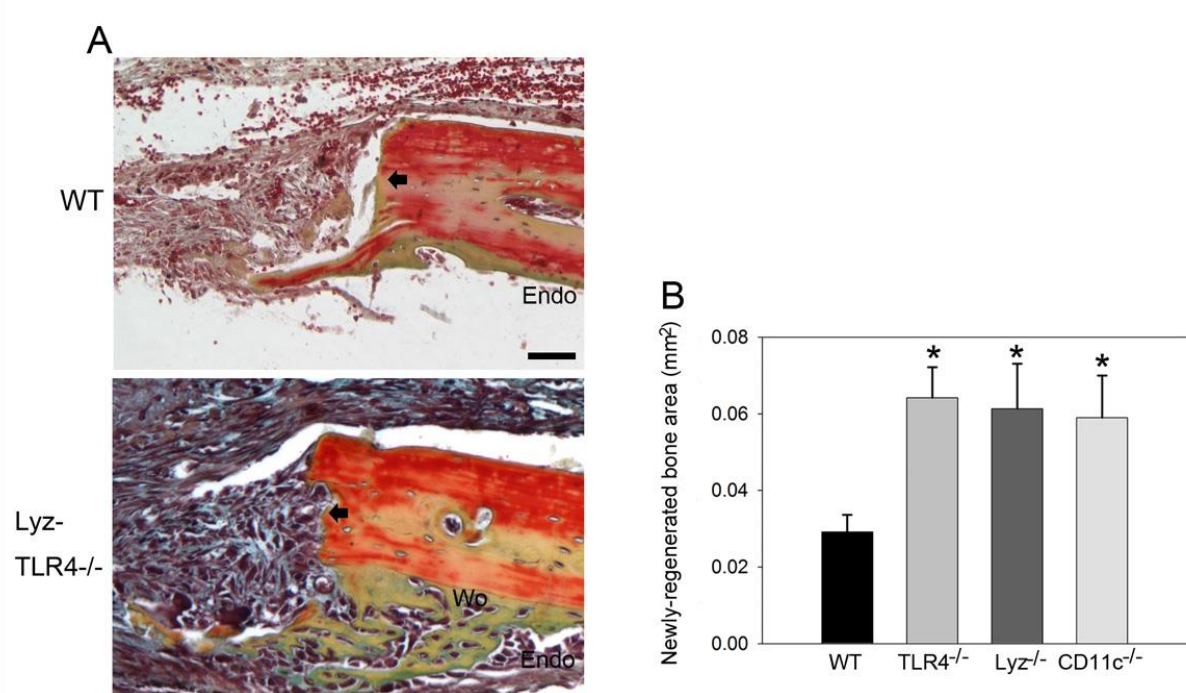 A
WT
Endo
Lyz-
TLR4-/-
Wo
Endo
B
Newly-regenerated bone area (mm²)
0.08
0.06
0.04
0.02
0.00
* * *
WT TLR4⁻/⁻ Lyz⁻/⁻ CD11c⁻/⁻